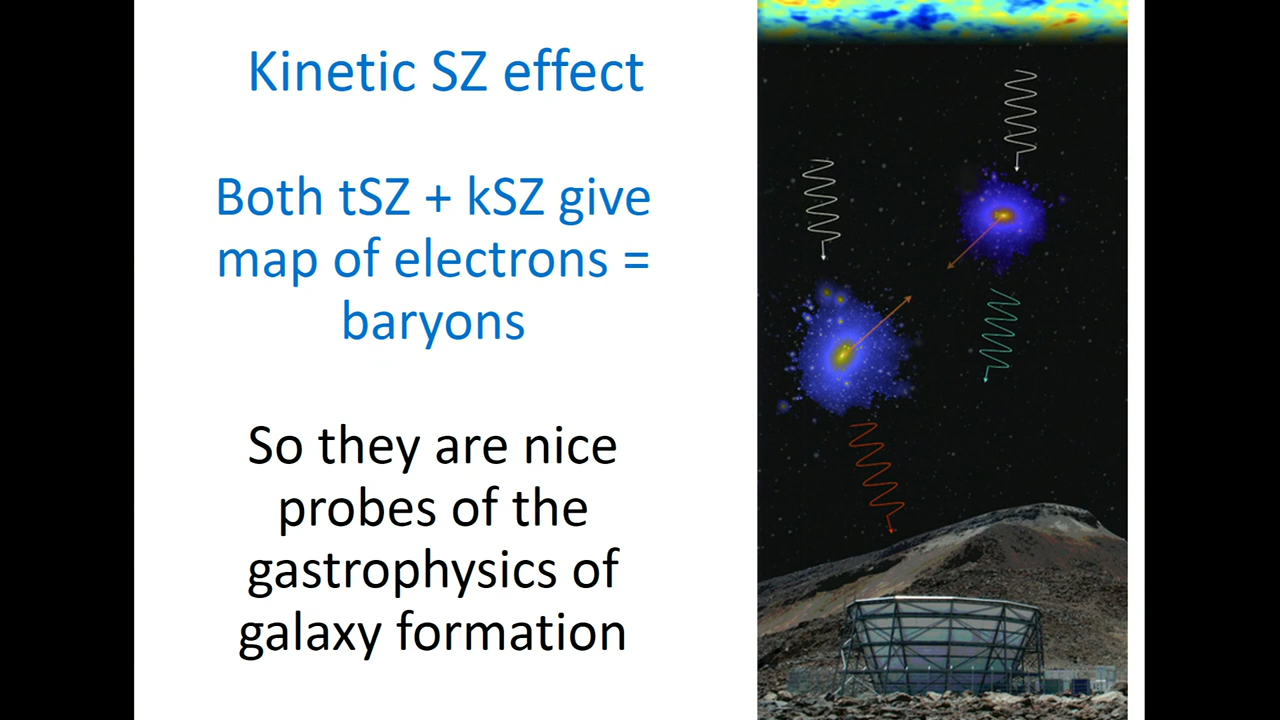 Kinetic SZ effect
Both tSZ + kSZ give
map of electrons =
baryons
So they are nice
probes of the
gastrophysics of
galaxy formation